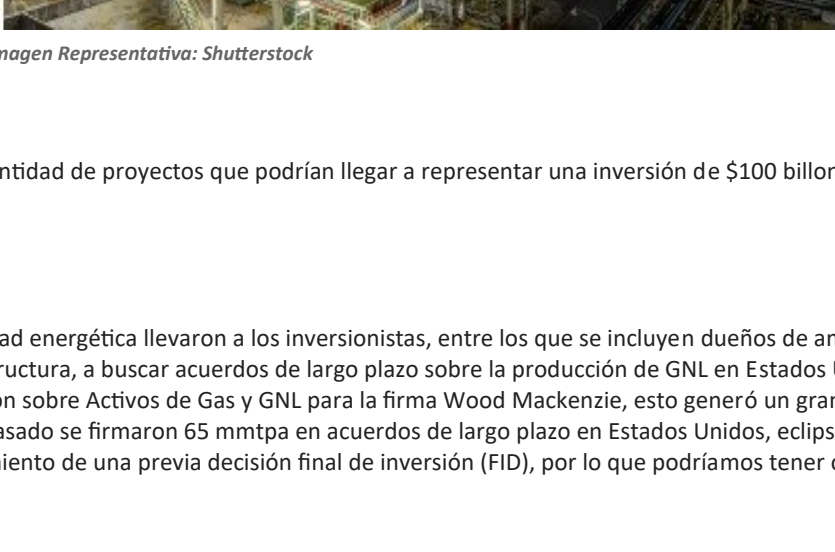 magen Representativa: Shutterstock
ntidad de proyectos que podrían llegar a representar una inversión de $100 billon
ad energética llevaron a los inversionistas, entre los que se incluyen dueños de
ructura, a buscar acuerdos de largo plazo sobre la producción de GNL en Estados
ón sobre Activos de Gas y GNL para la firma Wood Mackenzie, esto generó un gran
asado se firmaron 65 mmtpa en acuerdos de largo plazo en Estados Unidos, eclips
iento de una previa decisión final de inversión (FID), por lo que podríamos tener